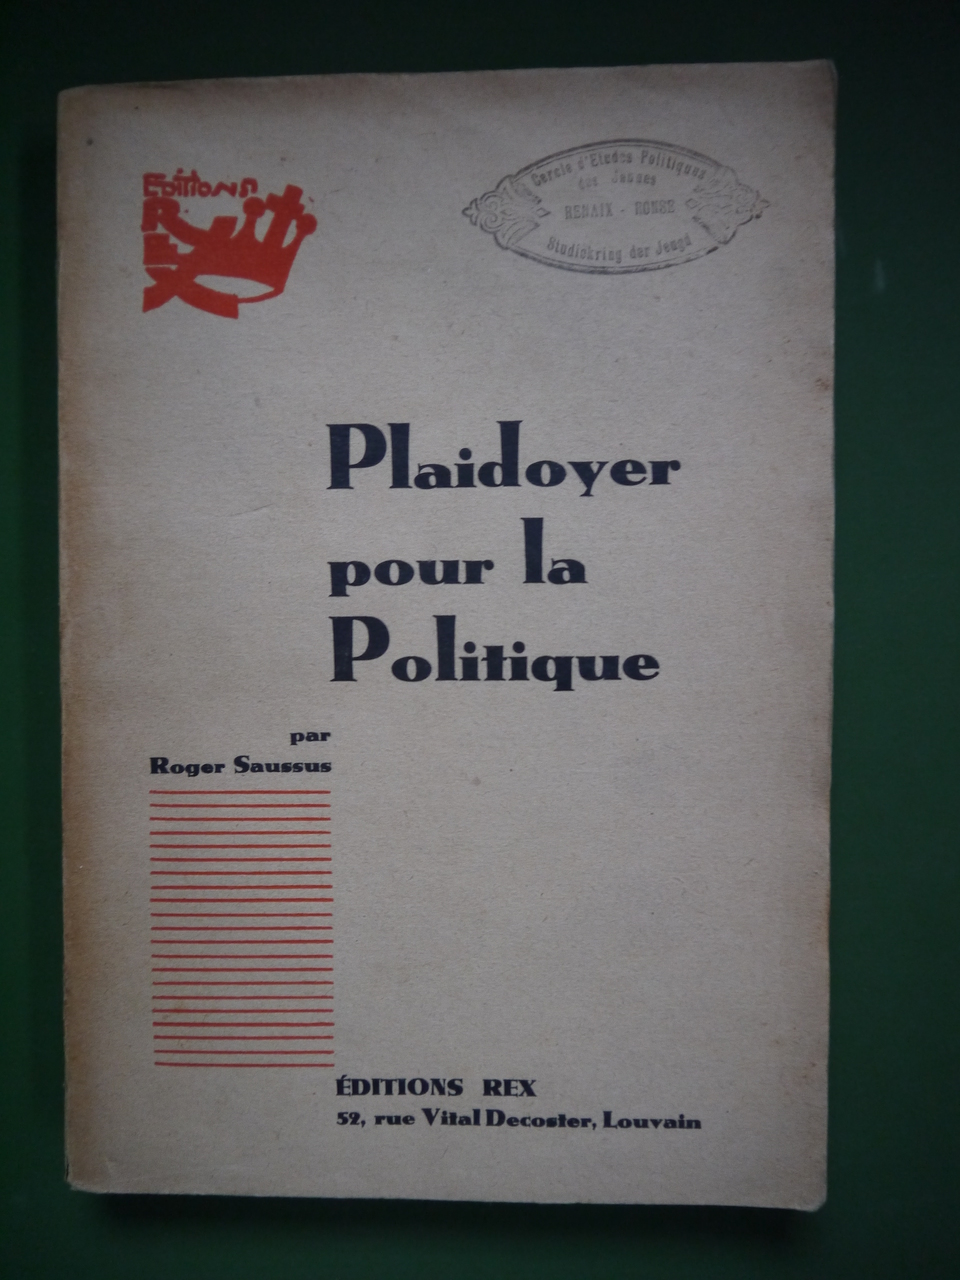 Editions
REX
Cercle d'Etudes Politiques
des Jeunes
RENAIX - RONSE
Studiëkring der Jeugd
Plaidoyer
pour la
Politique
par
Roger Saussus
ÉDITIONS REX
52, rue Vital Decoster, Louvain